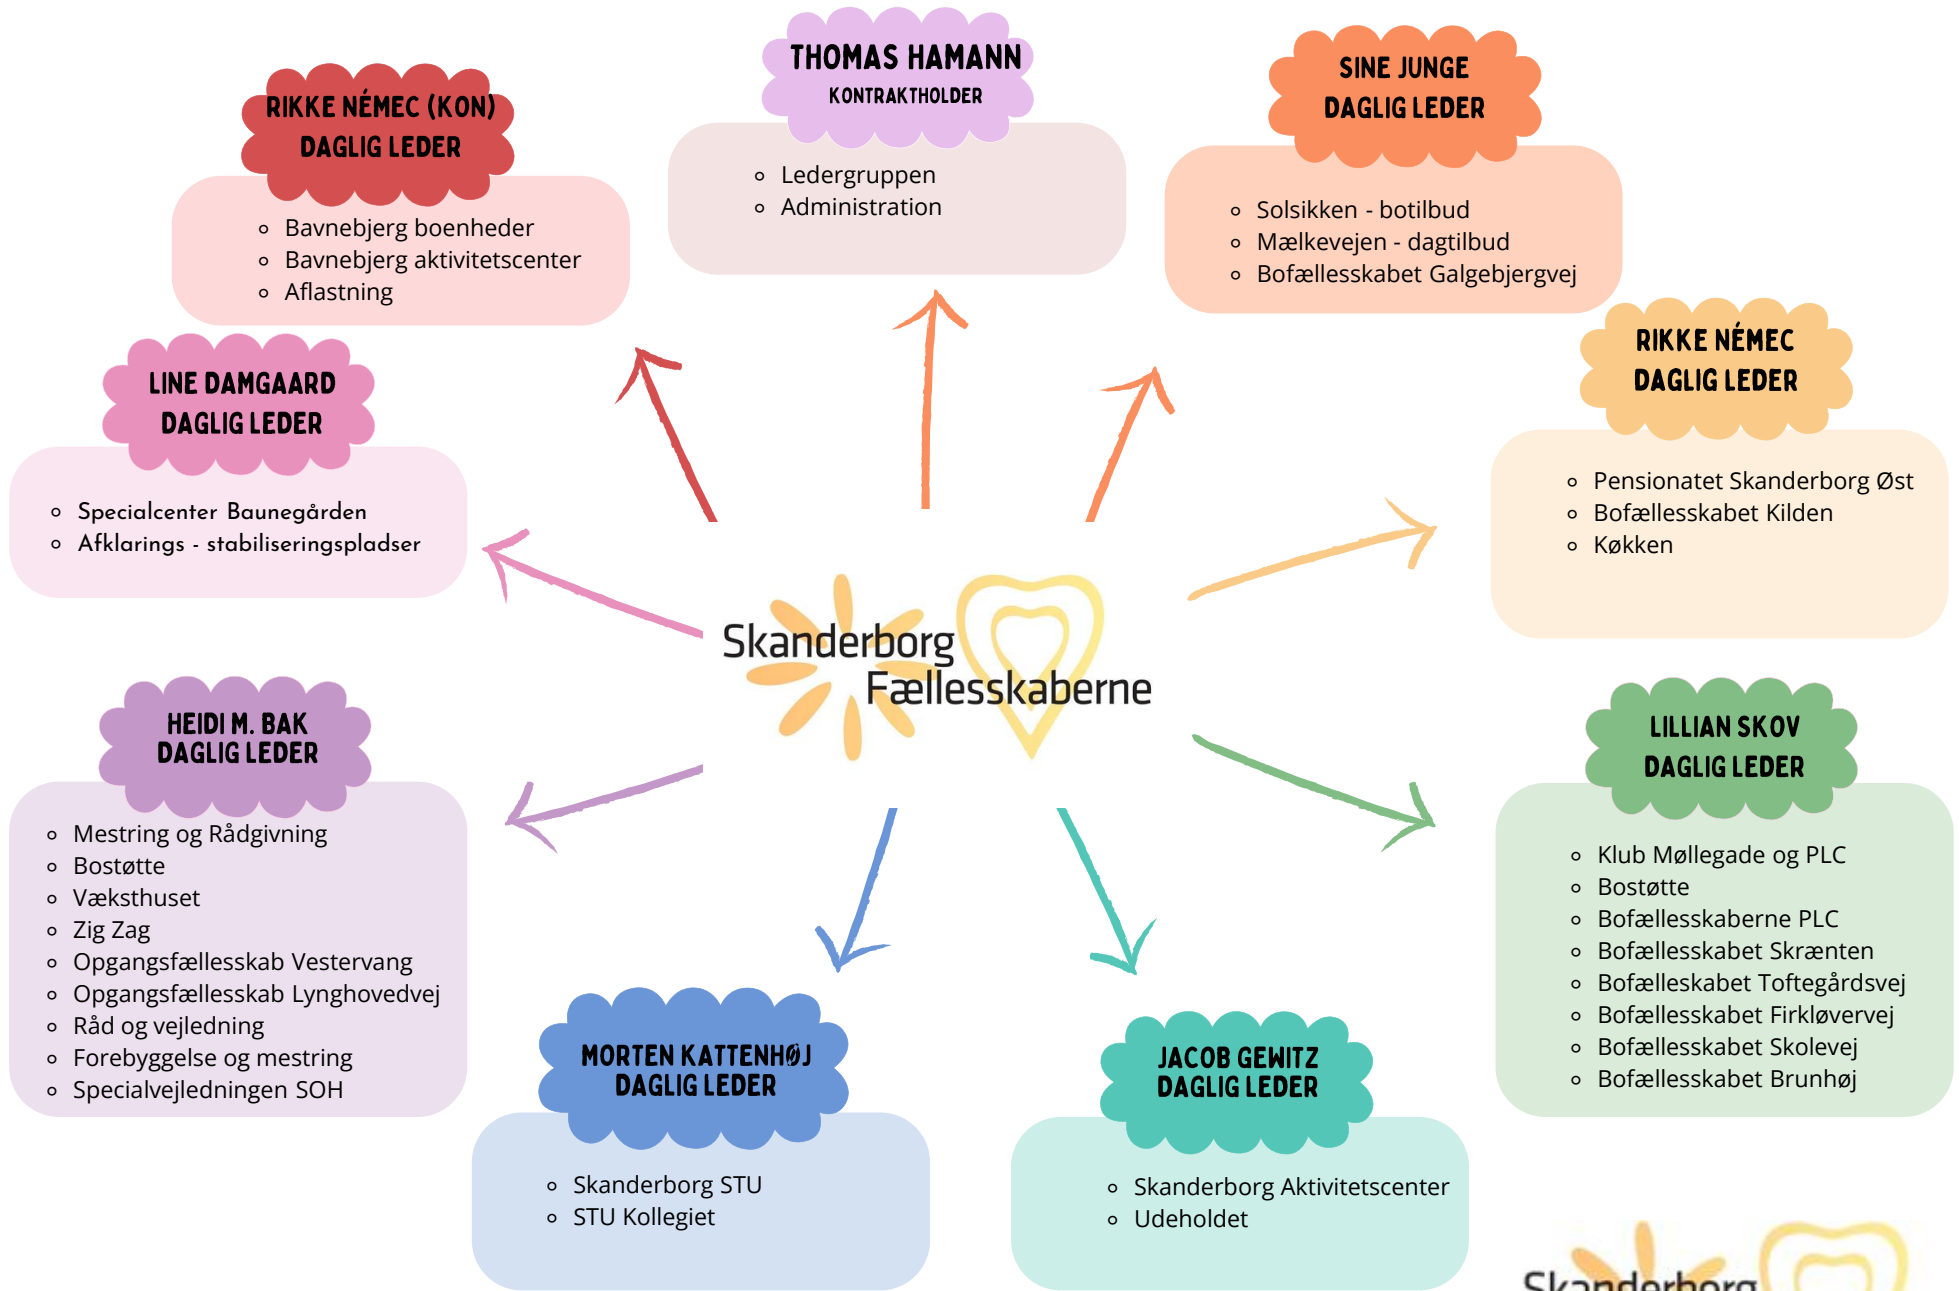 THOMAS HAMANN
KONTRAKTHOLDER
Ledergruppen
Administration
SINE JUNGE
DAGLIG LEDER
Solsikken - botilbud
Mælkevejen - dagtilbud
Bofællesskabet Galgebjergvej
RIKKE NÉMEC (KON)
DAGLIG LEDER
Bavnebjerg boenheder
Bavnebjerg aktivitetscenter
Aflastning
RIKKE NÉMEC
DAGLIG LEDER
Pensionatet Skanderborg Øst
Bofællesskabet Kilden
Køkken
LINE DAMGAARD
DAGLIG LEDER
Specialcenter Baunegården
Afklarings - stabiliseringspladser
Skanderborg
Fællesskaberne
HEIDI M. BAK
DAGLIG LEDER
Mestring og Rådgivning
Bostøtte
Væksthuset
Zig Zag
Opgangsfællesskab Vestervang
Opgangsfællesskab Lynghovedvej
Råd og vejledning
Forebyggelse og mestring
Specialvejledningen SOH
LILLIAN SKOV
DAGLIG LEDER
Klub Møllegade og PLC
Bostøtte
Bofællesskaberne PLC
Bofællesskabet Skrænten
Bofælleskabet Toftegårdsvej
Bofællesskabet Firkløvervej
Bofællesskabet Skolevej
Bofællesskabet Brunhøj
MORTEN KATTENHØJ
DAGLIG LEDER
Skanderborg STU
STU Kollegiet
JACOB GEWITZ
DAGLIG LEDER
Skanderborg Aktivitetscenter
Udeholdet
Skanderborg